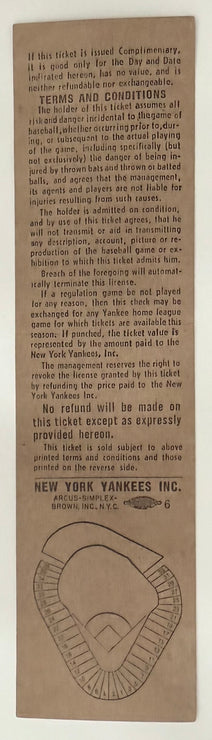 If this ticket is issued Complimentary,
it is good only for the Day and Date
indicated hereon, has no value, and is
neither refundable nor exchangeable.
TERMS AND CONDITIONS
The holder of this ticket assumes all
risk and danger incidental to the game of
baseball, whether occurring prior to, dur-
ing, or subsequent to the actual playing
of the game, including specifically (but
not exclusively) the danger of being in-
jured by thrown bats and thrown or batted
balls, and agrees that the management,
its agents and players are not liable for
injuries resulting from such causes.
The holder is admitted on condition,
and by use of this ticket agrees, that he
will not transmit or aid in transmitting
any description, account, picture or re-
production of the baseball game or ex-
hibition to which this ticket admits him.
Breach of the foregoing will automat-
ically terminate this license.
If a regulation game be not played
for any reason, then this check may be
exchanged for any Yankee home league
game for which tickets are available this
season. If punched, the ticket value is
represented by the amount paid to the
New York Yankees, Inc.
The management reserves the right to
revoke the license granted by this ticket
by refunding the price paid to the New
York Yankees Inc.
No refund will be made on
this ticket except as expressly
provided hereon.
This ticket is sold subject to above
printed terms and conditions and those
printed on the reverse side.
NEW YORK YANKEES INC.
ARCUS-SIMPLEX-
BROWN, INC., N.Y.C. 6